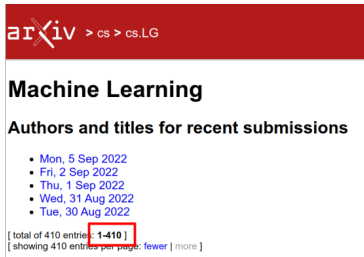 arXiv > cs > cs.LG
Machine Learning
Authors and titles for recent submissions
• Mon, 5 Sep 2022
• Fri, 2 Sep 2022
• Thu, 1 Sep 2022
• Wed, 31 Aug 2022
• Tue, 30 Aug 2022
[ total of 410 entries: 1-410 ]
[ showing 410 entries per page: fewer | more ]